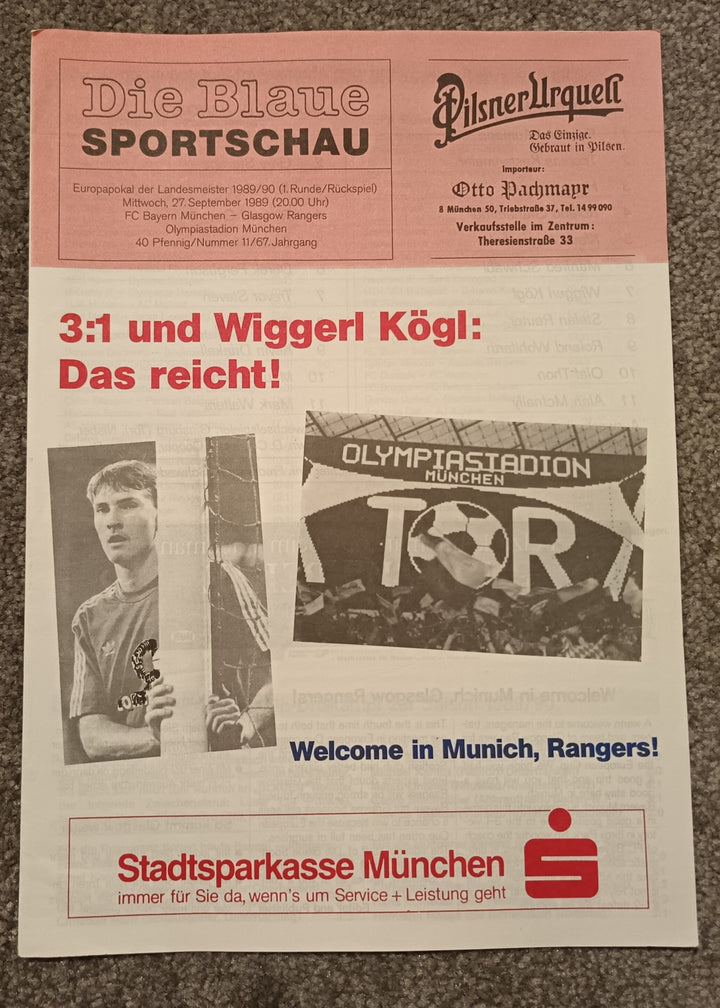 Die Blaue
SPORTSCHAU
Europapokal der Landesmeister 1989/90 (1. Runde/Rückspiel)
Mittwoch, 27. September 1989 (20.00 Uhr)
FC Bayern München – Glasgow Rangers
Olympiastadion München
40 Pfennig/Nummer 11/67. Jahrgang
Pilsner Urquell
Das Einzige.
Gebraut in Pilsen.
Importeur:
Otto Pachmayr
8 München 50, Triebstraße 37, Tel. 14 99 090
Verkaufsstelle im Zentrum:
Theresienstraße 33
3:1 und Wiggerl Kögl:
Das reicht!
OLYMPIASTADION
MÜNCHEN
TOR
Welcome in Munich, Rangers!
Stadtsparkasse München
immer für Sie da, wenn's um Service + Leistung geht